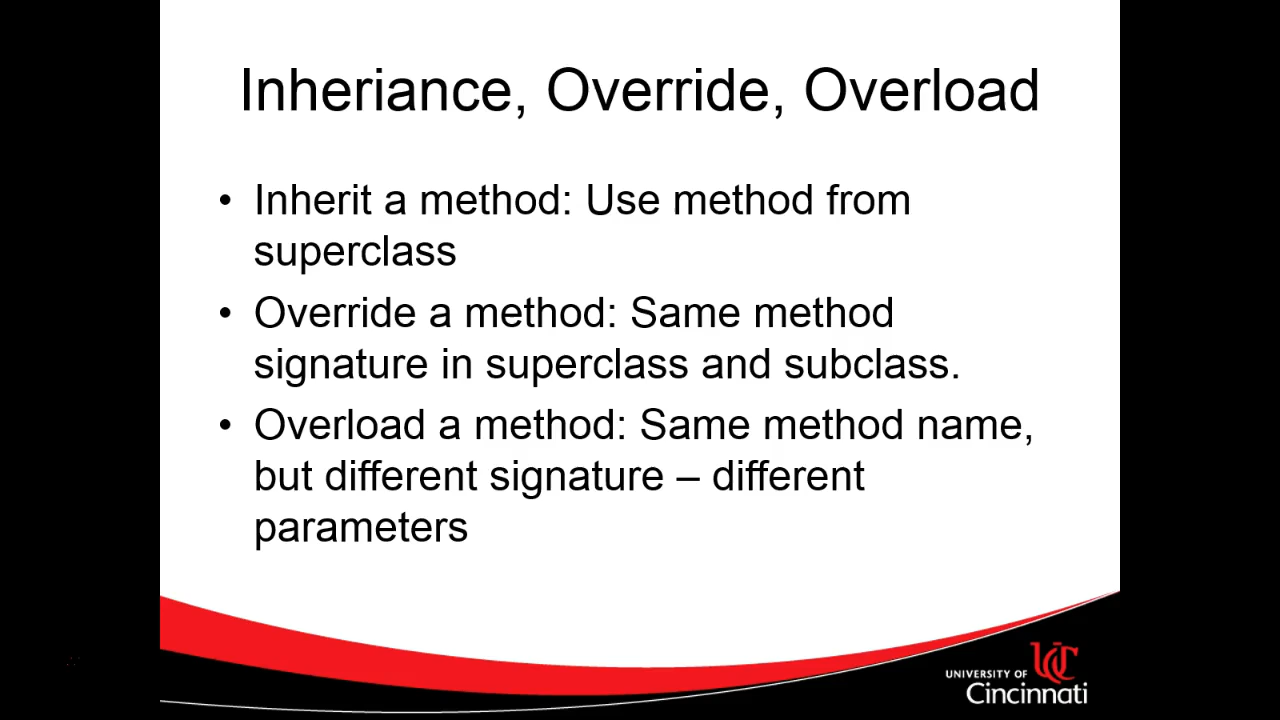 Inheriance, Override, Overload
• Inherit a method: Use method from
superclass
• Override a method: Same method
signature in superclass and subclass.
• Overload a method: Same method name,
but different signature – different
parameters
UNIVERSITY OF
Cincinnati